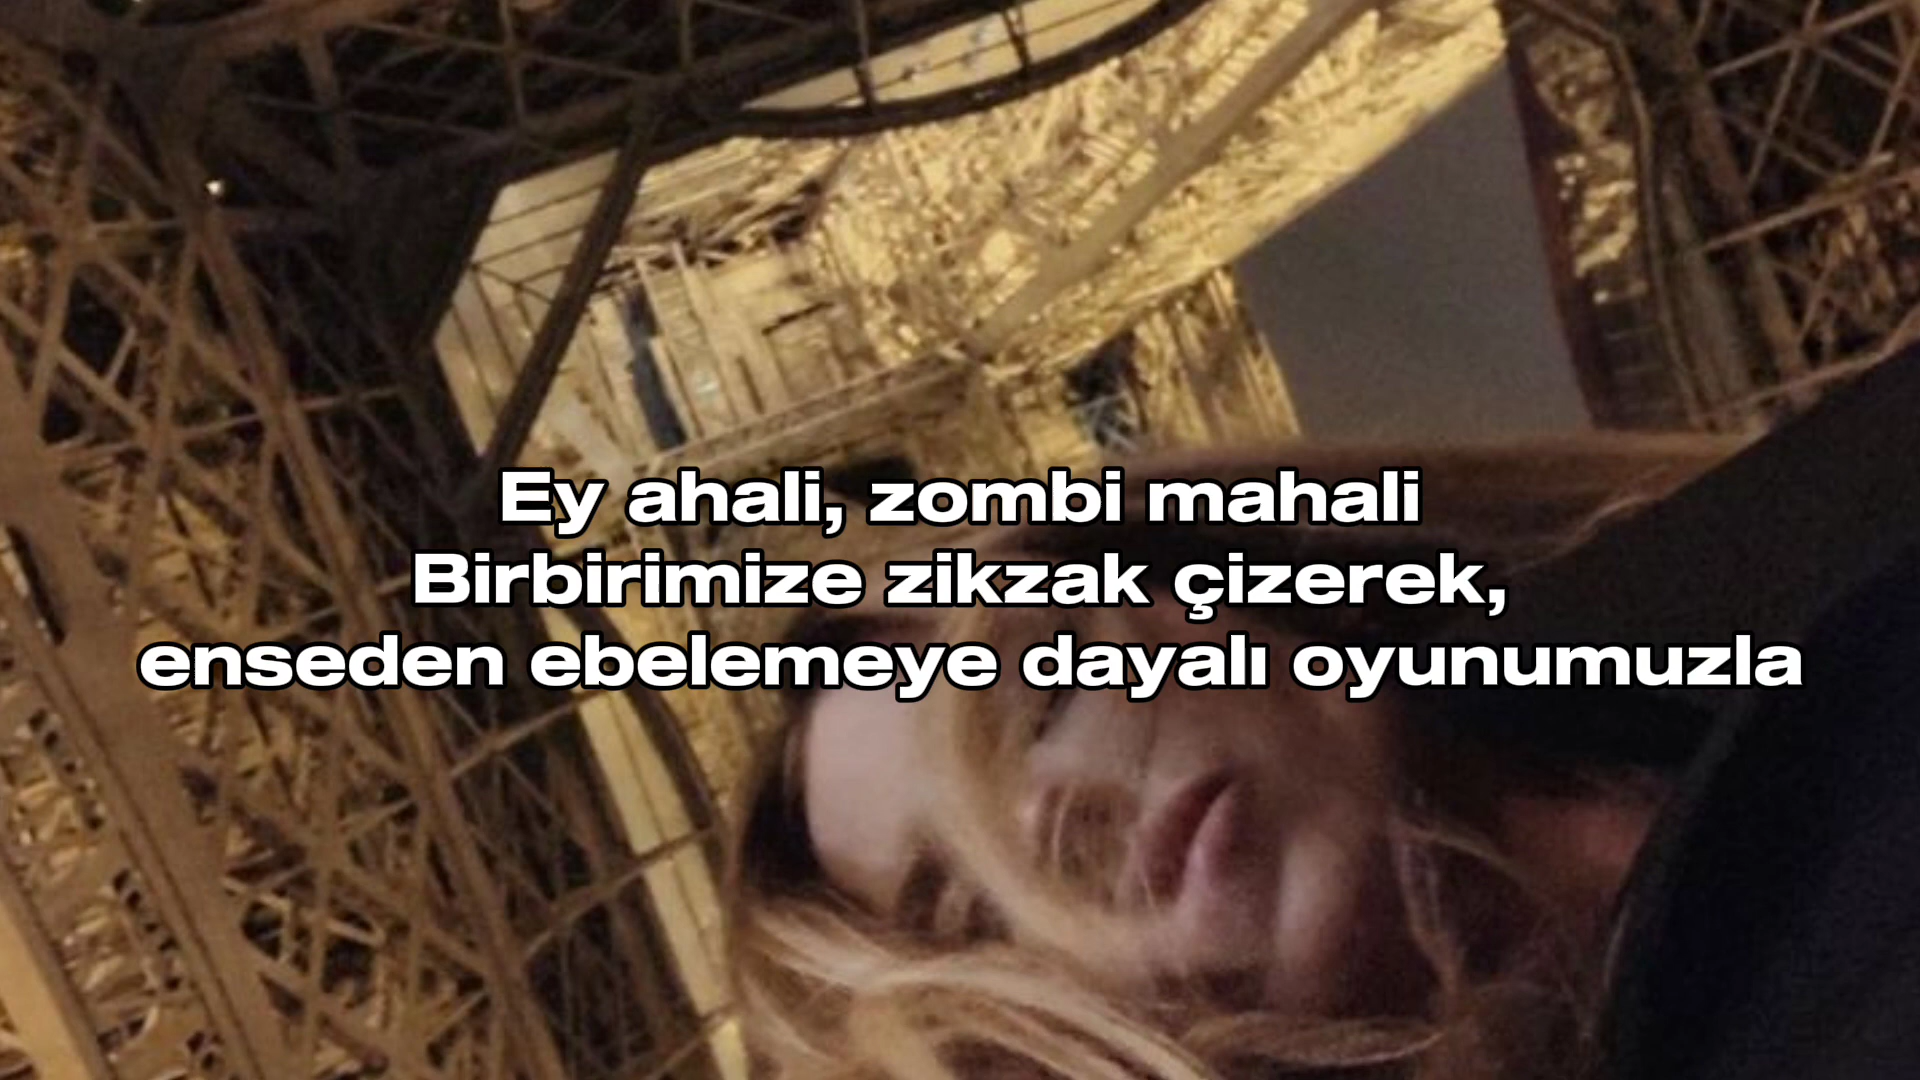 Ey ahali, zombi mahali
Birbirimize zikzak çizerek,
enseden ebelemeye dayalı oyunumuzla